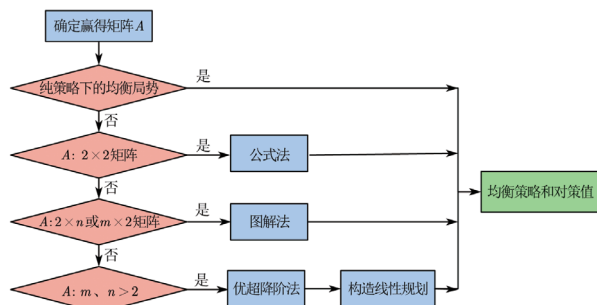 确定赢得矩阵A
纯策略下的均衡局势
是
否
A: 2×2矩阵
是
公式法
否
均衡策略和对策值
A:2×n或m×2矩阵
是
图解法
否
A: m、n>2
是
优超降阶法
构造线性规划